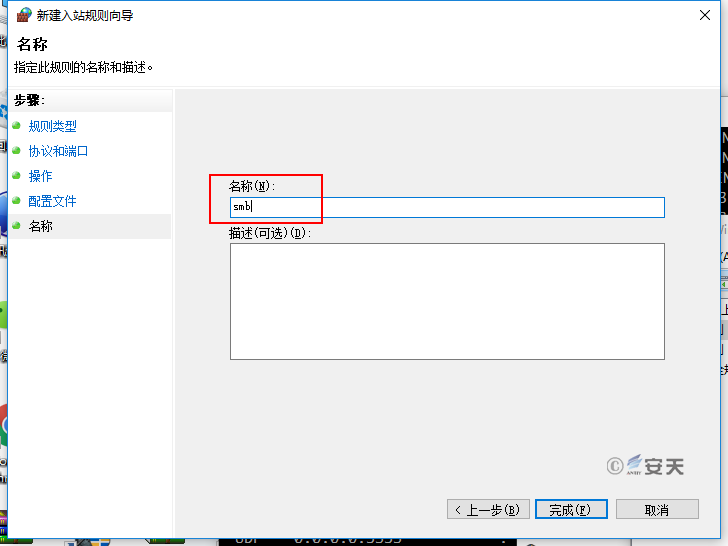 新建入站规则向导
名称
指定此规则的名称和描述。
步骤:
规则类型
协议和端口
操作
配置文件
名称
名称(N):
smb
描述(可选)(D):
©安天
ANTIY
< 上一步(B)
完成(F)
取消